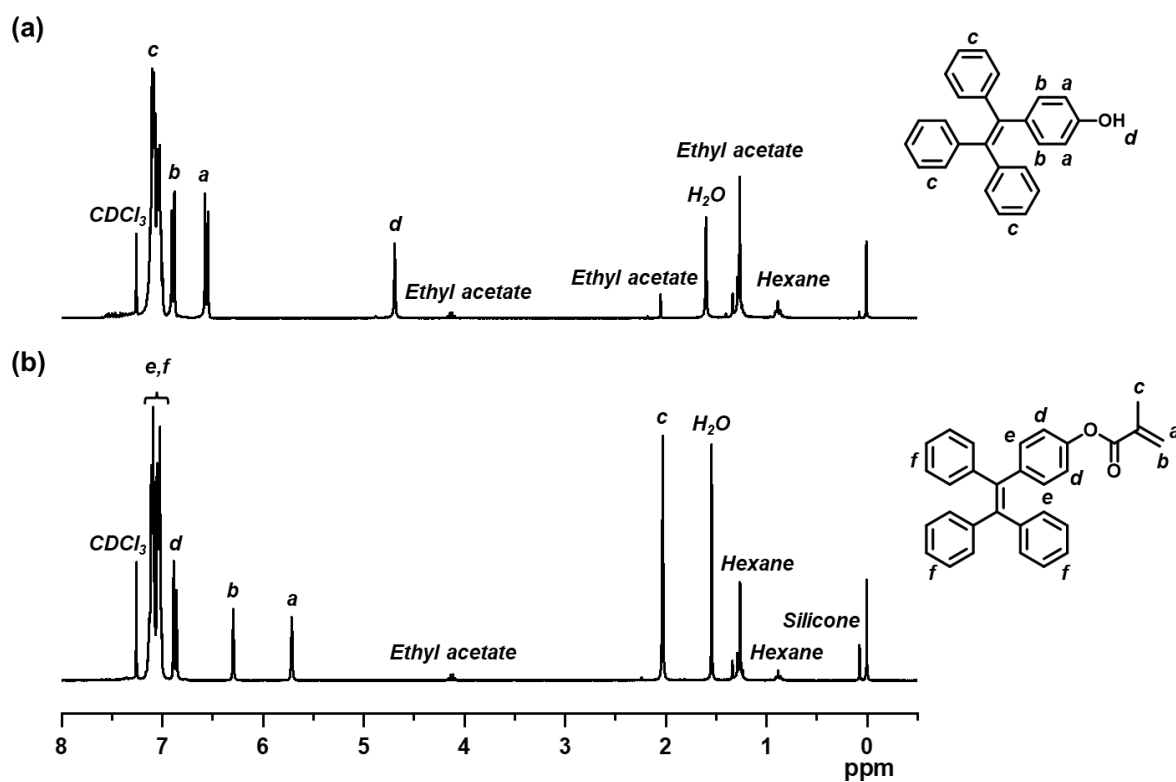 (a)
c
b
a
CDCl3
d
Ethyl acetate
Ethyl acetate
H2O
Ethyl acetate
Hexane
c
b
a
OH
d
b
a
c
c
(b)
e,f
CDCl3
d
b
a
Ethyl acetate
c
H2O
Hexane
Hexane
Silicone
c
d
O
a
e
b
O
f
d
e
f
f
8 7 6 5 4 3 2 1 0
ppm